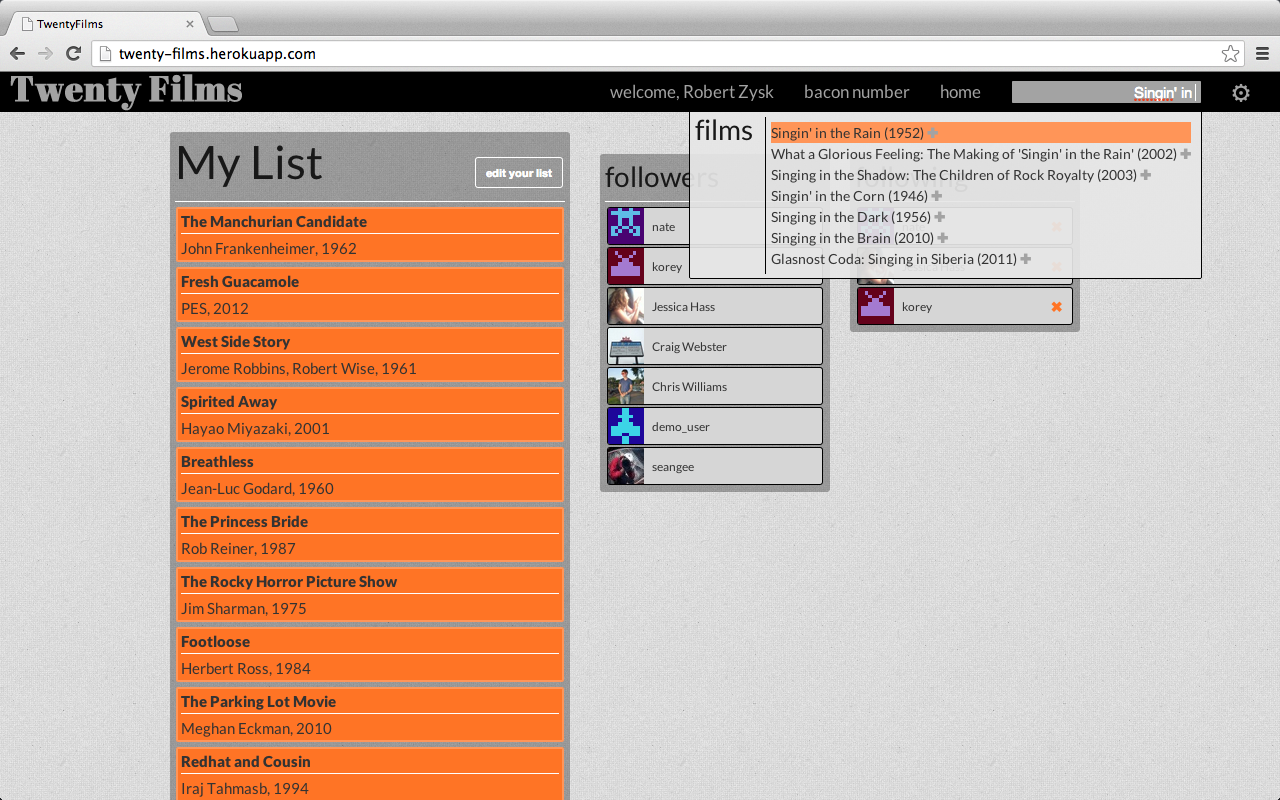 TwentyFilms
twenty-films.herokuapp.com
Twenty Films
welcome, Robert Zysk
bacon number
home
Singin' in
films
Singin' in the Rain (1952)
What a Glorious Feeling: The Making of 'Singin' in the Rain' (2002)
Singing in the Shadow: The Children of Rock Royalty (2003)
Singin' in the Corn (1946)
Singing in the Dark (1956)
Singing in the Brain (2010)
Glasnost Coda: Singing in Siberia (2011)
My List
edit your list
The Manchurian Candidate
John Frankenheimer, 1962
Fresh Guacamole
PES, 2012
West Side Story
Jerome Robbins, Robert Wise, 1961
Spirited Away
Hayao Miyazaki, 2001
Breathless
Jean-Luc Godard, 1960
The Princess Bride
Rob Reiner, 1987
The Rocky Horror Picture Show
Jim Sharman, 1975
Footloose
Herbert Ross, 1984
The Parking Lot Movie
Meghan Eckman, 2010
Redhat and Cousin
Iraj Tahmasb, 1994
followers
nate
korey
Jessica Hass
Craig Webster
Chris Williams
demo_user
seangee
following
korey